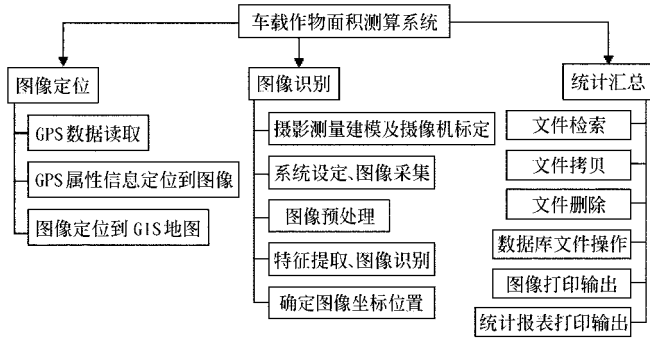 车载作物面积测算系统
图像定位
GPS数据读取
GPS属性信息定位到图像
图像定位到GIS地图
图像识别
摄影测量建模及摄像机标定
系统设定、图像采集
图像预处理
特征提取、图像识别
确定图像坐标位置
统计汇总
文件检索
文件拷贝
文件删除
数据库文件操作
图像打印输出
统计报表打印输出